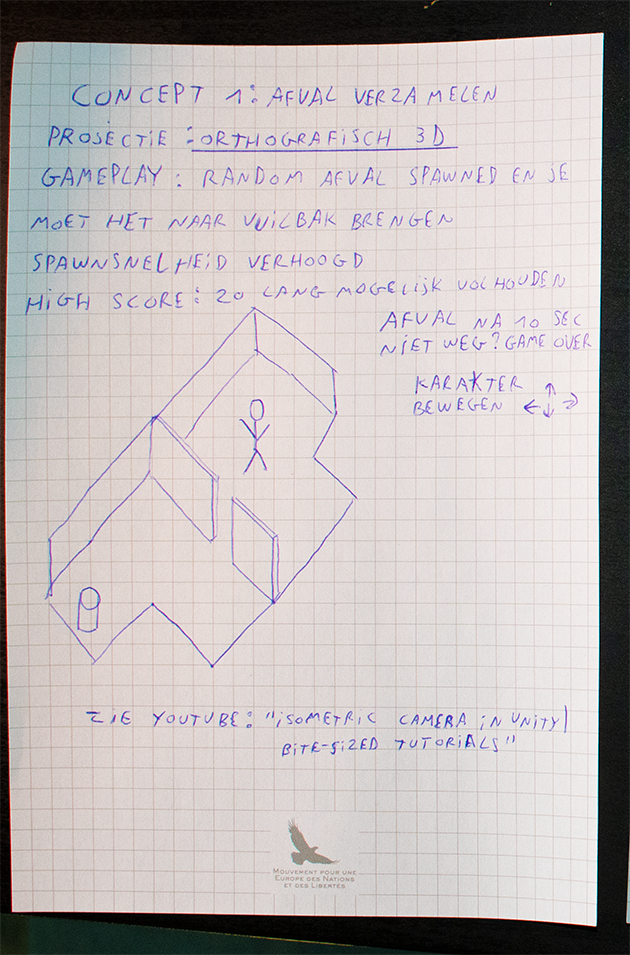 CONCEPT 1: AFVAL VERZAMELEN
PROJECTIE : ORTHOGRAFISCH 3D
GAMEPLAY : RANDOM AFVAL SPAWNED EN JE
MOET HET NAAR VUILBAK BRENGEN
SPAWNSNELHEID VERHOOGD
HIGH SCORE: ZO LANG MOGELIJK VOLHOUDEN
AFVAL NA 10 SEC
NIET WEG? GAME OVER
KARAKTER
BEWEGEN ← ↑ ↓ →
ZIE YOUTUBE: "ISOMETRIC CAMERA IN UNITY |
BITE-SIZED TUTORIALS"
MOUVEMENT POUR UNE
EUROPE DES NATIONS
ET DES LIBERTÉS